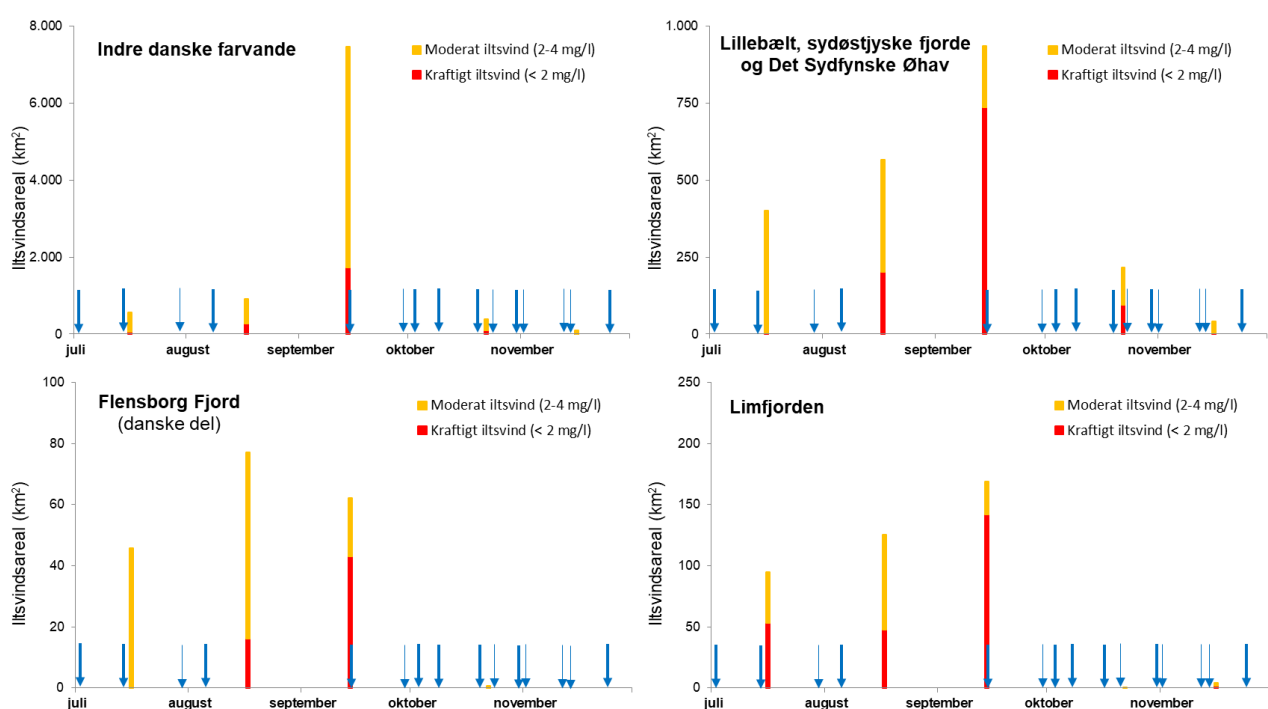 Indre danske farvande
Moderat iltsvind (2-4 mg/l)
Kraftigt iltsvind (< 2 mg/l)
Iltsvindsareal (km²)
8.000
6.000
4.000
2.000
0
juli august september oktober november
Lillebælt, sydøstjyske fjorde
og Det Sydfynske Øhav
Moderat iltsvind (2-4 mg/l)
Kraftigt iltsvind (< 2 mg/l)
Iltsvindsareal (km²)
1.000
750
500
250
0
juli august september oktober november
Flensborg Fjord
(danske del)
Moderat iltsvind (2-4 mg/l)
Kraftigt iltsvind (< 2 mg/l)
Iltsvindsareal (km²)
100
80
60
40
20
0
juli august september oktober november
Limfjorden
Moderat iltsvind (2-4 mg/l)
Kraftigt iltsvind (< 2 mg/l)
Iltsvindsareal (km²)
250
200
150
100
50
0
juli august september oktober november